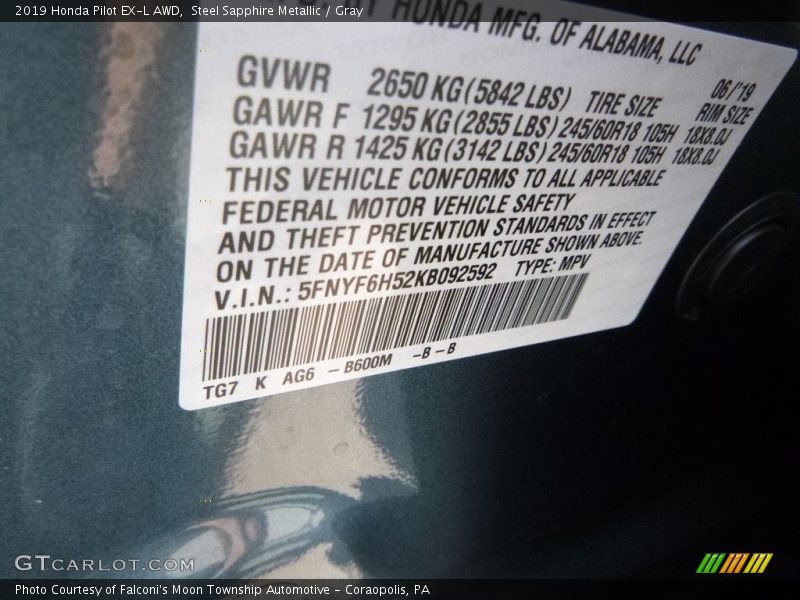 2019 Honda Pilot EX-L AWD, Steel Sapphire Metallic / Gray
HONDA MFG. OF ALABAMA, LLC
06/'19
GVWR 2650 KG (5842 LBS) TIRE SIZE RIM SIZE
GAWR F 1295 KG (2855 LBS) 245/60R18 105H 18X8.0J
GAWR R 1425 KG (3142 LBS) 245/60R18 105H 18X8.0J
THIS VEHICLE CONFORMS TO ALL APPLICABLE
FEDERAL MOTOR VEHICLE SAFETY
AND THEFT PREVENTION STANDARDS IN EFFECT
ON THE DATE OF MANUFACTURE SHOWN ABOVE.
V.I.N.: 5FNYF6H52KB092592 TYPE: MPV
TG7 K AG6 - B600M -B-B
GTCARLOT.COM
Photo Courtesy of Falconi's Moon Township Automotive - Coraopolis, PA